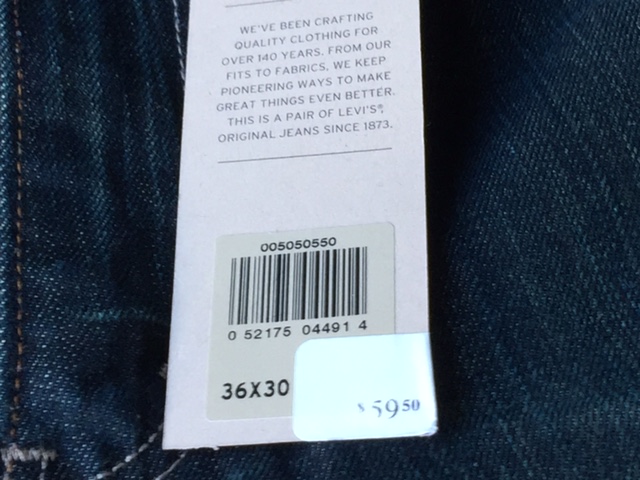 WE'VE BEEN CRAFTING
QUALITY CLOTHING FOR
OVER 140 YEARS. FROM OUR
FITS TO FABRICS, WE KEEP
PIONEERING WAYS TO MAKE
GREAT THINGS EVEN BETTER.
THIS IS A PAIR OF LEVI'S®,
ORIGINAL JEANS SINCE 1873.
005050550
0 52175 04491 4
36X30
$59.50